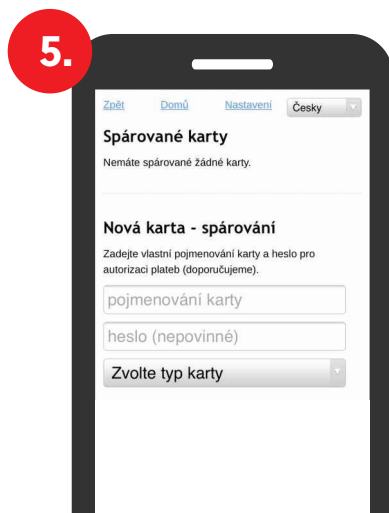 5.
Zpět Domů Nastavení Česky
Spárované karty
Nemáte spárované žádné karty.
Nová karta - spárování
Zadejte vlastní pojmenování karty a heslo pro
autorizaci plateb (doporučujeme).
pojmenování karty
heslo (nepovinné)
Zvolte typ karty